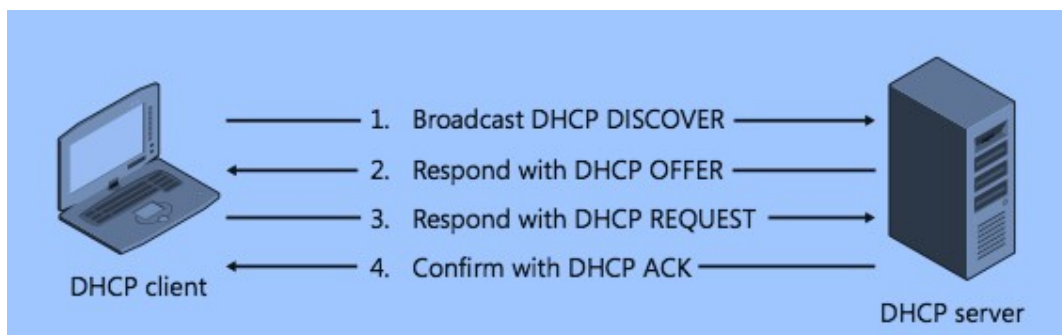 1. Broadcast DHCP DISCOVER
2. Respond with DHCP OFFER
3. Respond with DHCP REQUEST
4. Confirm with DHCP ACK
DHCP client
DHCP server